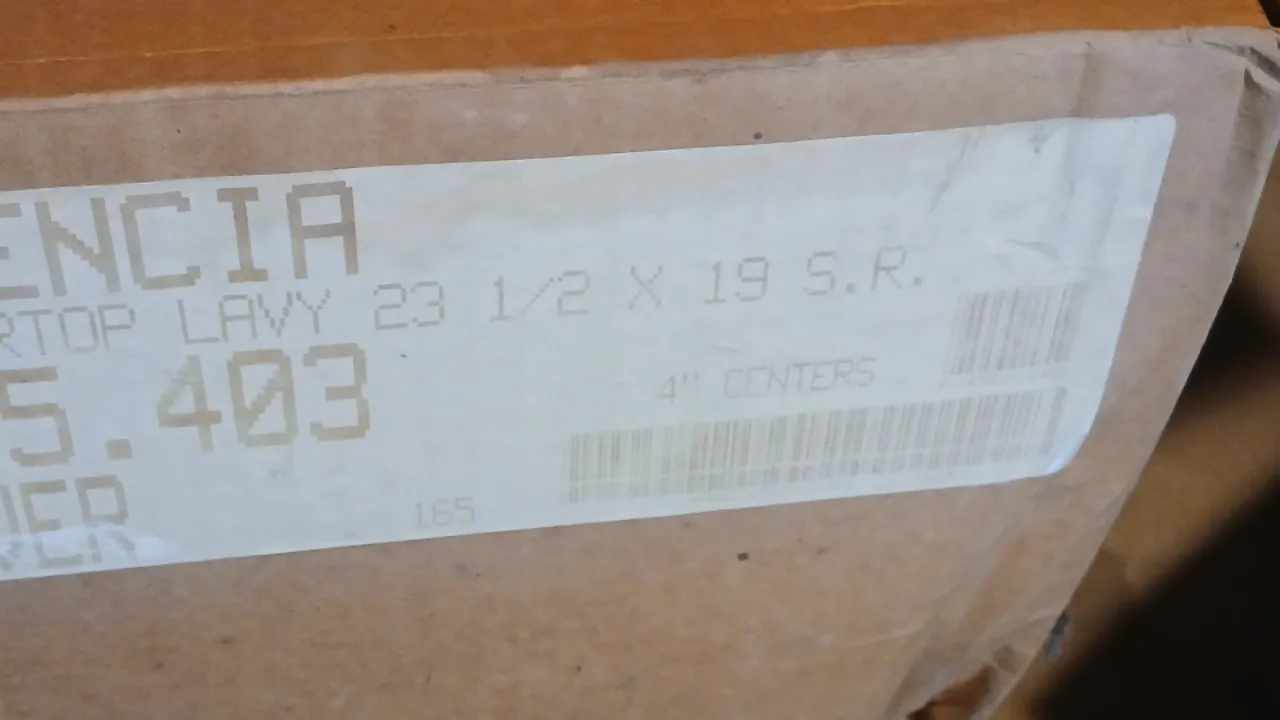 ENCIA
RTOP LAVY 23 1/2 X 19 S.R.
5.403
4" CENTERS
165